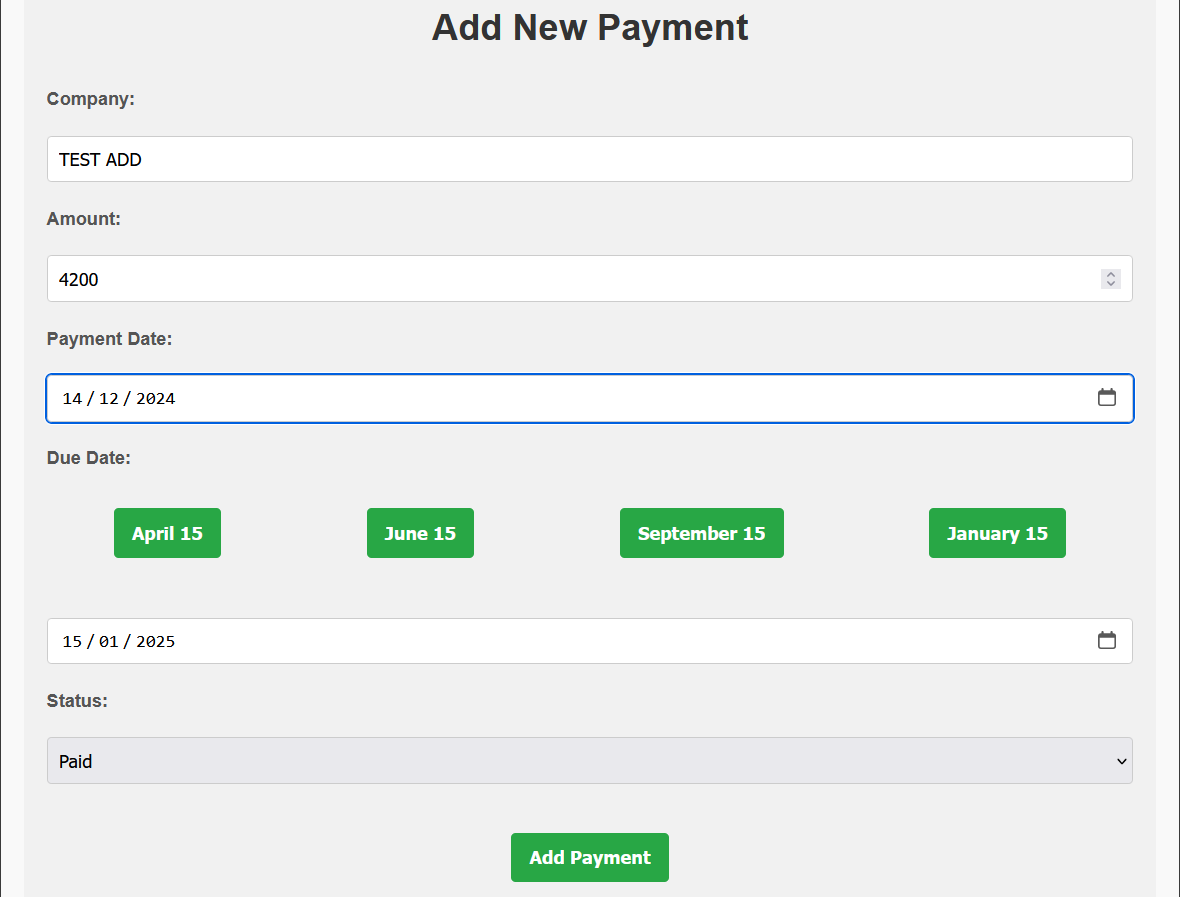 Add New Payment
Company:
TEST ADD
Amount:
4200
Payment Date:
14 / 12 / 2024
Due Date:
April 15 June 15 September 15 January 15
15 / 01 / 2025
Status:
Paid
Add Payment